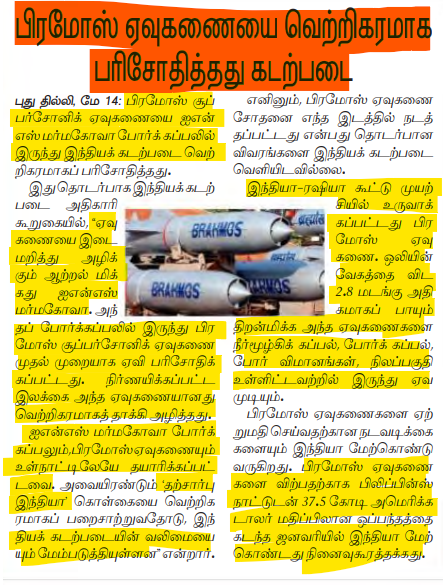 பிரமோஸ் ஏவுகணையை வெற்றிகரமாக
பரிசோதித்தது கடற்படை
புது தில்லி, மே 14: பிரமோஸ் சூப்
பர்சோனிக் ஏவுகணையை ஐஎன்
எஸ் மர்மகோவா போர்க் கப்பலில்
இருந்து இந்தியக் கடற்படை வெற்
றிகரமாகப் பரிசோதித்தது.
இதுதொடர்பாக இந்தியக் கடற்
படை அதிகாரி
கூறுகையில், "ஏவு
கணையை இடை
மறித்து அழிக்
கும் ஆற்றல் மிக்
கது ஐஎன்எஸ்
மர்மகோவா. அந்
தப் போர்க்கப்பலில் இருந்து பிர
மோஸ் சூப்பர்சோனிக் ஏவுகணை
முதல் முறையாக ஏவி பரிசோதிக்
கப்பட்டது. நிர்ணயிக்கப்பட்ட
இலக்கை அந்த ஏவுகணையானது
வெற்றிகரமாகத் தாக்கி அழித்தது.
ஐஎன்எஸ் மர்மகோவா போர்க்
கப்பலும், பிரமோஸ் ஏவுகணையும்
உள்நாட்டிலேயே தயாரிக்கப்பட்
டவை. அவையிரண்டும் 'தற்சார்பு
இந்தியா' கொள்கையை வெற்றிக
ரமாகப் பறைசாற்றுவதோடு, இந்
தியக் கடற்படையின் வலிமையை
யும் மேம்படுத்தியுள்ளன" என்றார்.
BRAHMOS
BRAHMOS
BRAHMOS
எனினும், பிரமோஸ் ஏவுகணை
சோதனை எந்த இடத்தில் நடத்
தப்பட்டது என்பது தொடர்பான
விவரங்களை இந்தியக் கடற்படை
வெளியிடவில்லை.
இந்தியா-ரஷியா கூட்டு முயற்
சியில் உருவாக்
கப்பட்டது பிர
மோஸ் ஏவு
கணை. ஒலியின்
வேகத்தை விட
2.8 மடங்கு அதி
கமாகப் பாயும்
திறன்மிக்க அந்த ஏவுகணைகளை
நீர்மூழ்கிக் கப்பல், போர்க் கப்பல்,
போர் விமானங்கள், நிலப்பகுதி
உள்ளிட்டவற்றில் இருந்து ஏவ
முடியும்.
பிரமோஸ் ஏவுகணைகளை ஏற்
றுமதி செய்வதற்கான நடவடிக்கை
களையும் இந்தியா மேற்கொண்டு
வருகிறது. பிரமோஸ் ஏவுகணை
களை விற்பதற்காக பிலிப்பின்ஸ்
நாட்டுடன் 37.5 கோடி அமெரிக்க
டாலர் மதிப்பிலான ஒப்பந்தத்தை
கடந்த ஜனவரியில் இந்தியா மேற்
கொண்டது நினைவுகூரத்தக்கது.